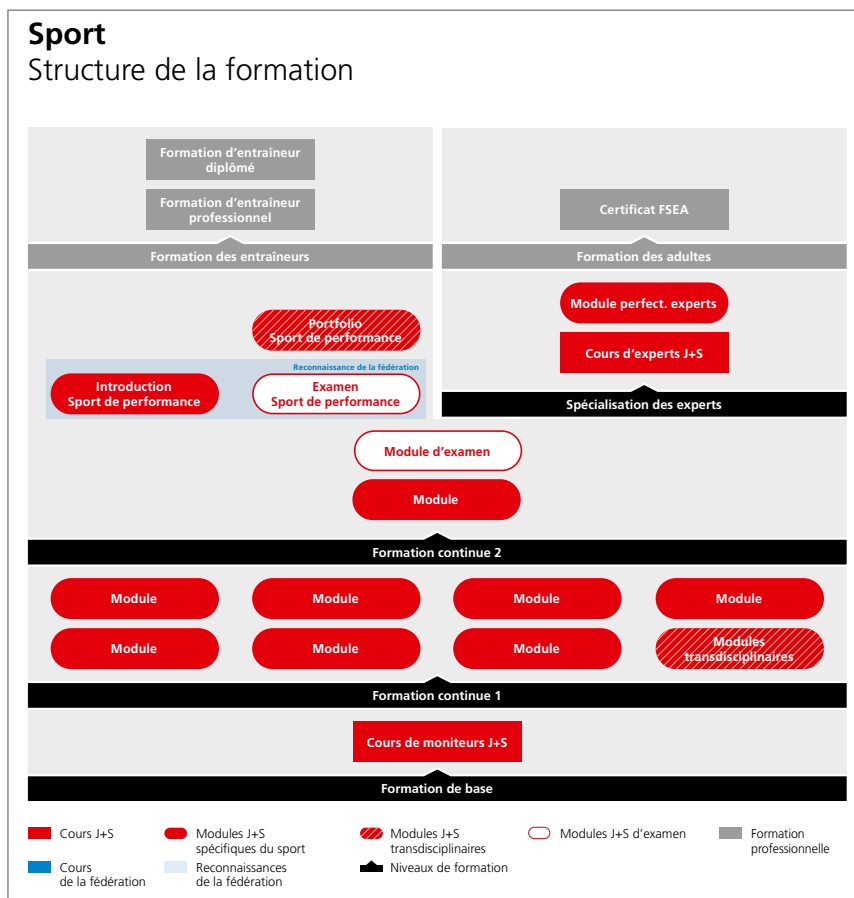 Sport
Structure de la formation
Formation d'entraîneur
diplômé
Formation d'entraîneur
professionnel
Certificat FSEA
Formation des entraîneurs
Formation des adultes
Module perfect. experts
Portfolio
Sport de performance
Cours d'experts J+S
Reconnaissance de la fédération
Introduction
Sport de performance
Examen
Sport de performance
Spécialisation des experts
Module d'examen
Module
Formation continue 2
Module
Module
Module
Module
Module
Module
Module
Modules
transdisciplinaires
Formation continue 1
Cours de moniteurs J+S
Formation de base
Cours J+S
Modules J+S
spécifiques du sport
Modules J+S
transdisciplinaires
Modules J+S d'examen
Formation
professionnelle
Cours
de la fédération
Reconnaissances
de la fédération
Niveaux de formation